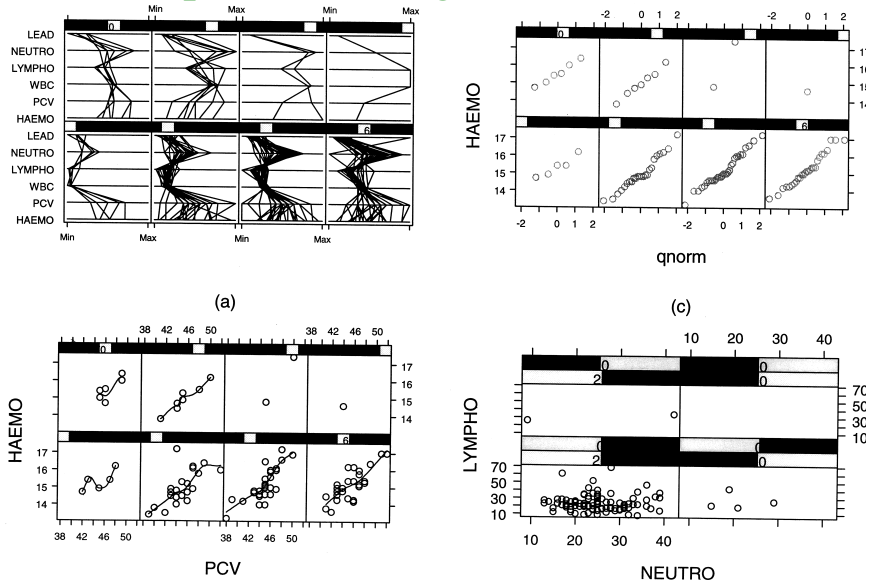 Min Max Min Max
0
LEAD
NEUTRO
LYMPHO
WBC
PCV
HAEMO
6
LEAD
NEUTRO
LYMPHO
WBC
PCV
HAEMO
Min Max Min Max
(a)
-2 0 1 2 -2 0 1 2
0
17
16
15
14
HAEMO
6
17
16
15
14
-2 0 1 2 -2 0 1 2
qnorm
(c)
38 42 46 50 38 42 46 50
0
17
16
15
14
HAEMO
6
17
16
15
14
38 42 46 50 38 42 46 50
PCV
10 20 30 40
0 0
2 0
70
50
30
10
LYMPHO
0 0
2 0
70
50
30
10
10 20 30 40
NEUTRO